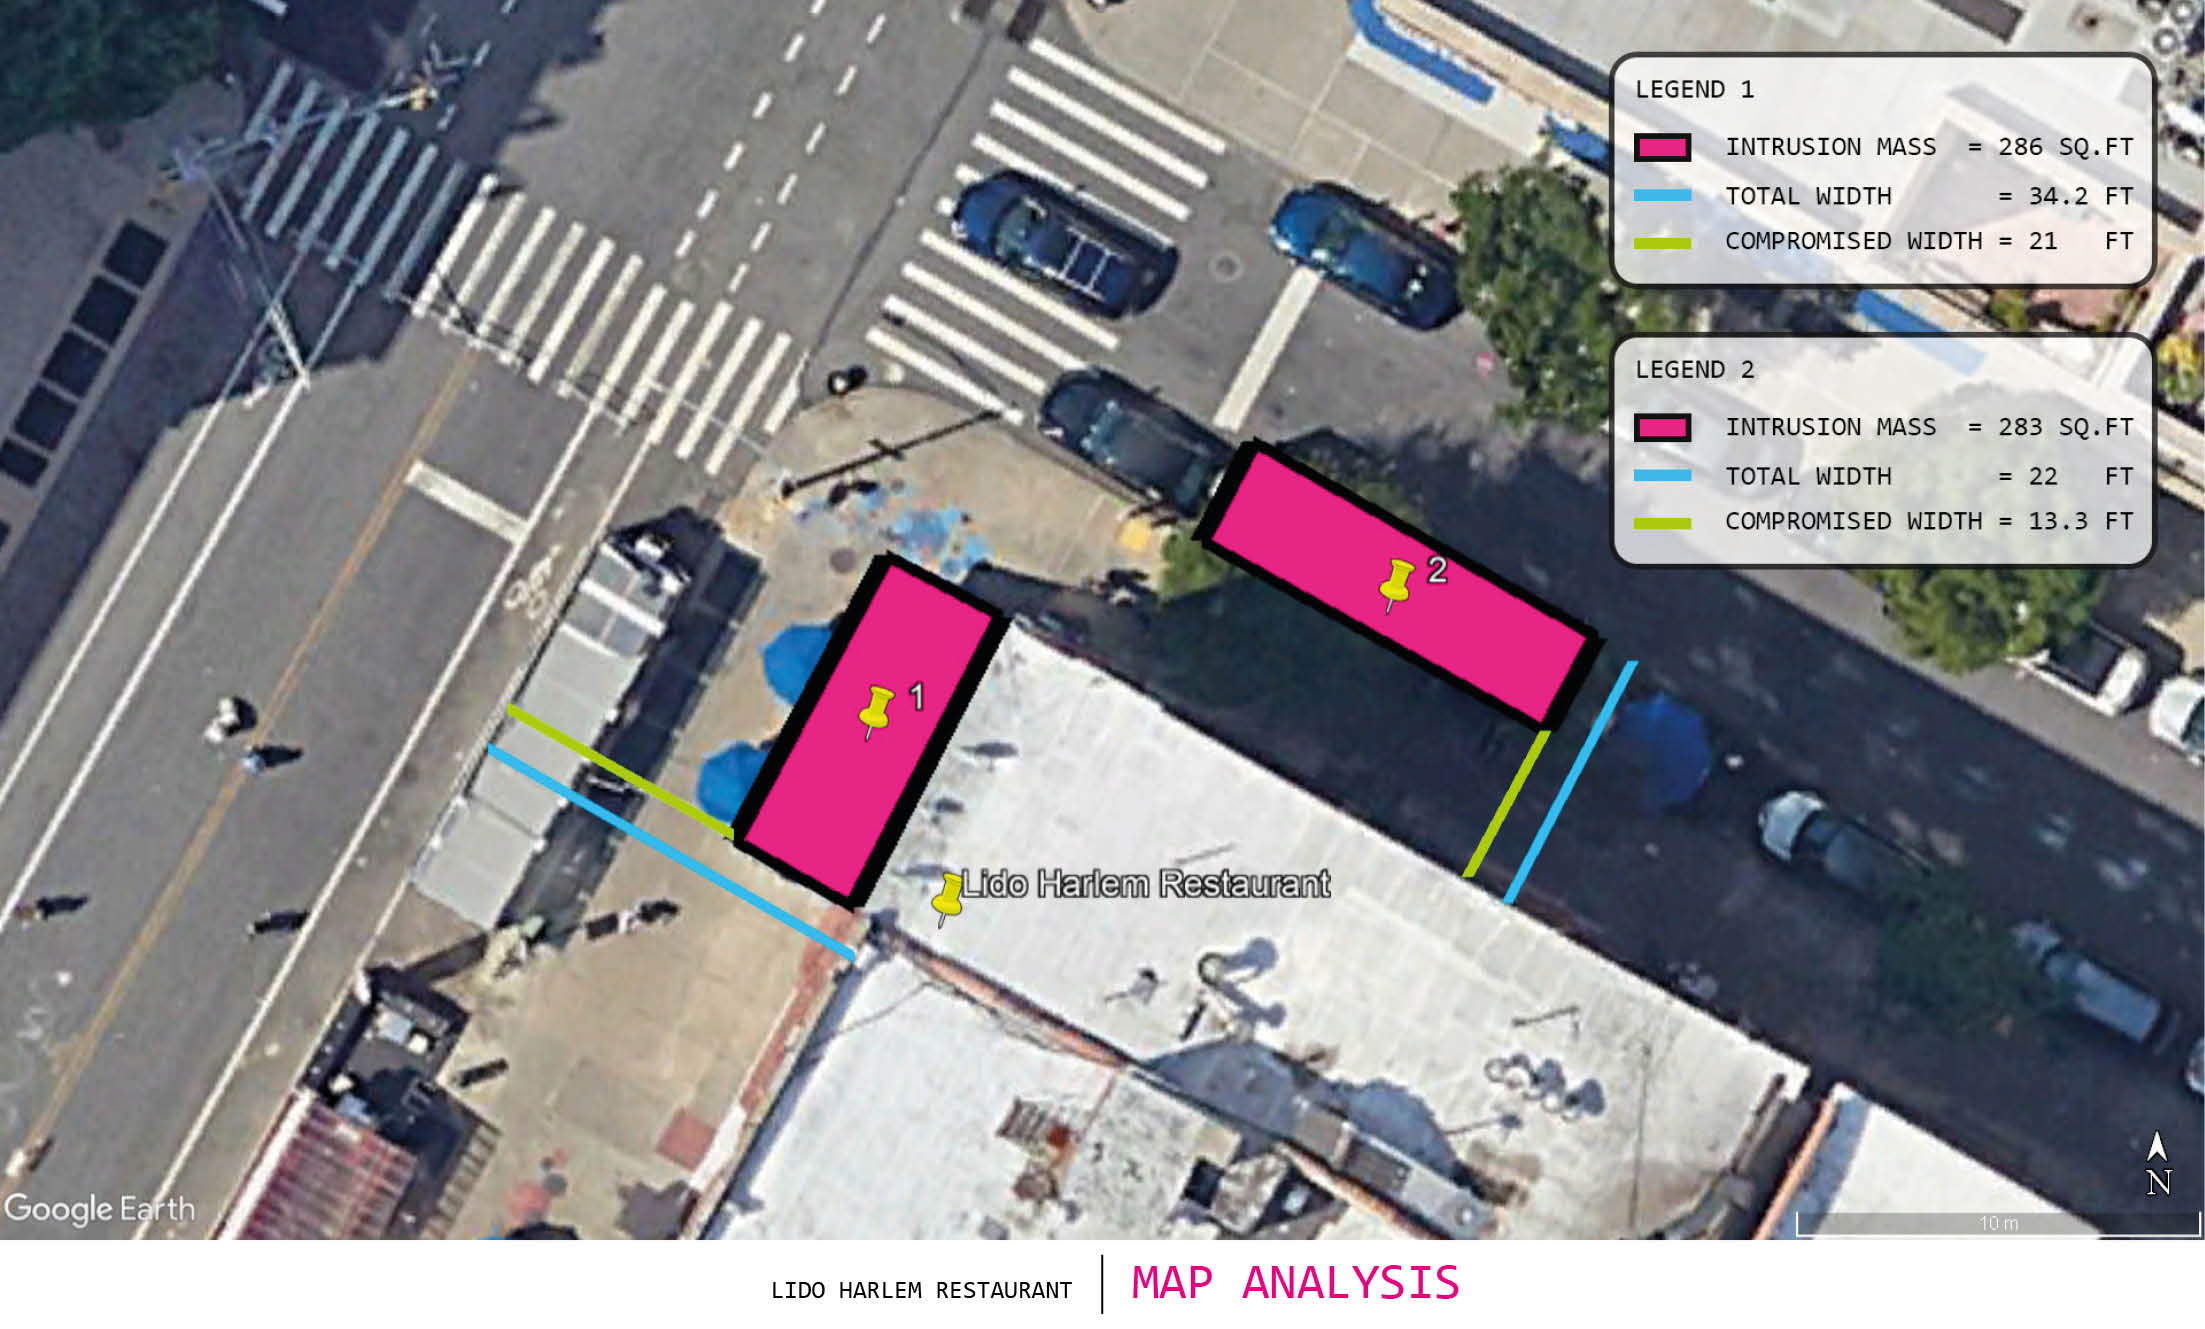 LEGEND 1
INTRUSION MASS = 286 SQ.FT
TOTAL WIDTH = 34.2 FT
COMPROMISED WIDTH = 21 FT
LEGEND 2
INTRUSION MASS = 283 SQ.FT
TOTAL WIDTH = 22 FT
COMPROMISED WIDTH = 13.3 FT
2
1
Lido Harlem Restaurant
N
Google Earth
10 m
LIDO HARLEM RESTAURANT | MAP ANALYSIS